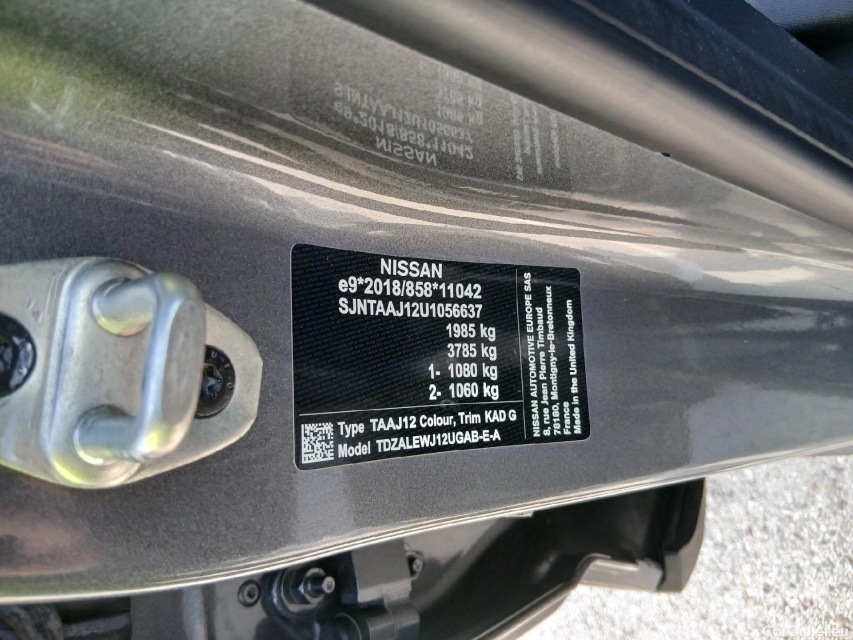 NISSAN
e9*2018/858*11042
SJNTAAJ12U1056637
1985 kg
3785 kg
1- 1080 kg
2- 1060 kg
Type TAAJ12 Colour, Trim KAD G
Model TDZALEWJ12UGAB-E-A
NISSAN AUTOMOTIVE EUROPE SAS
8, rue Jean Pierre Timbaud
78180, Montigny-le-Bretonneux
France
Made in the United Kingdom